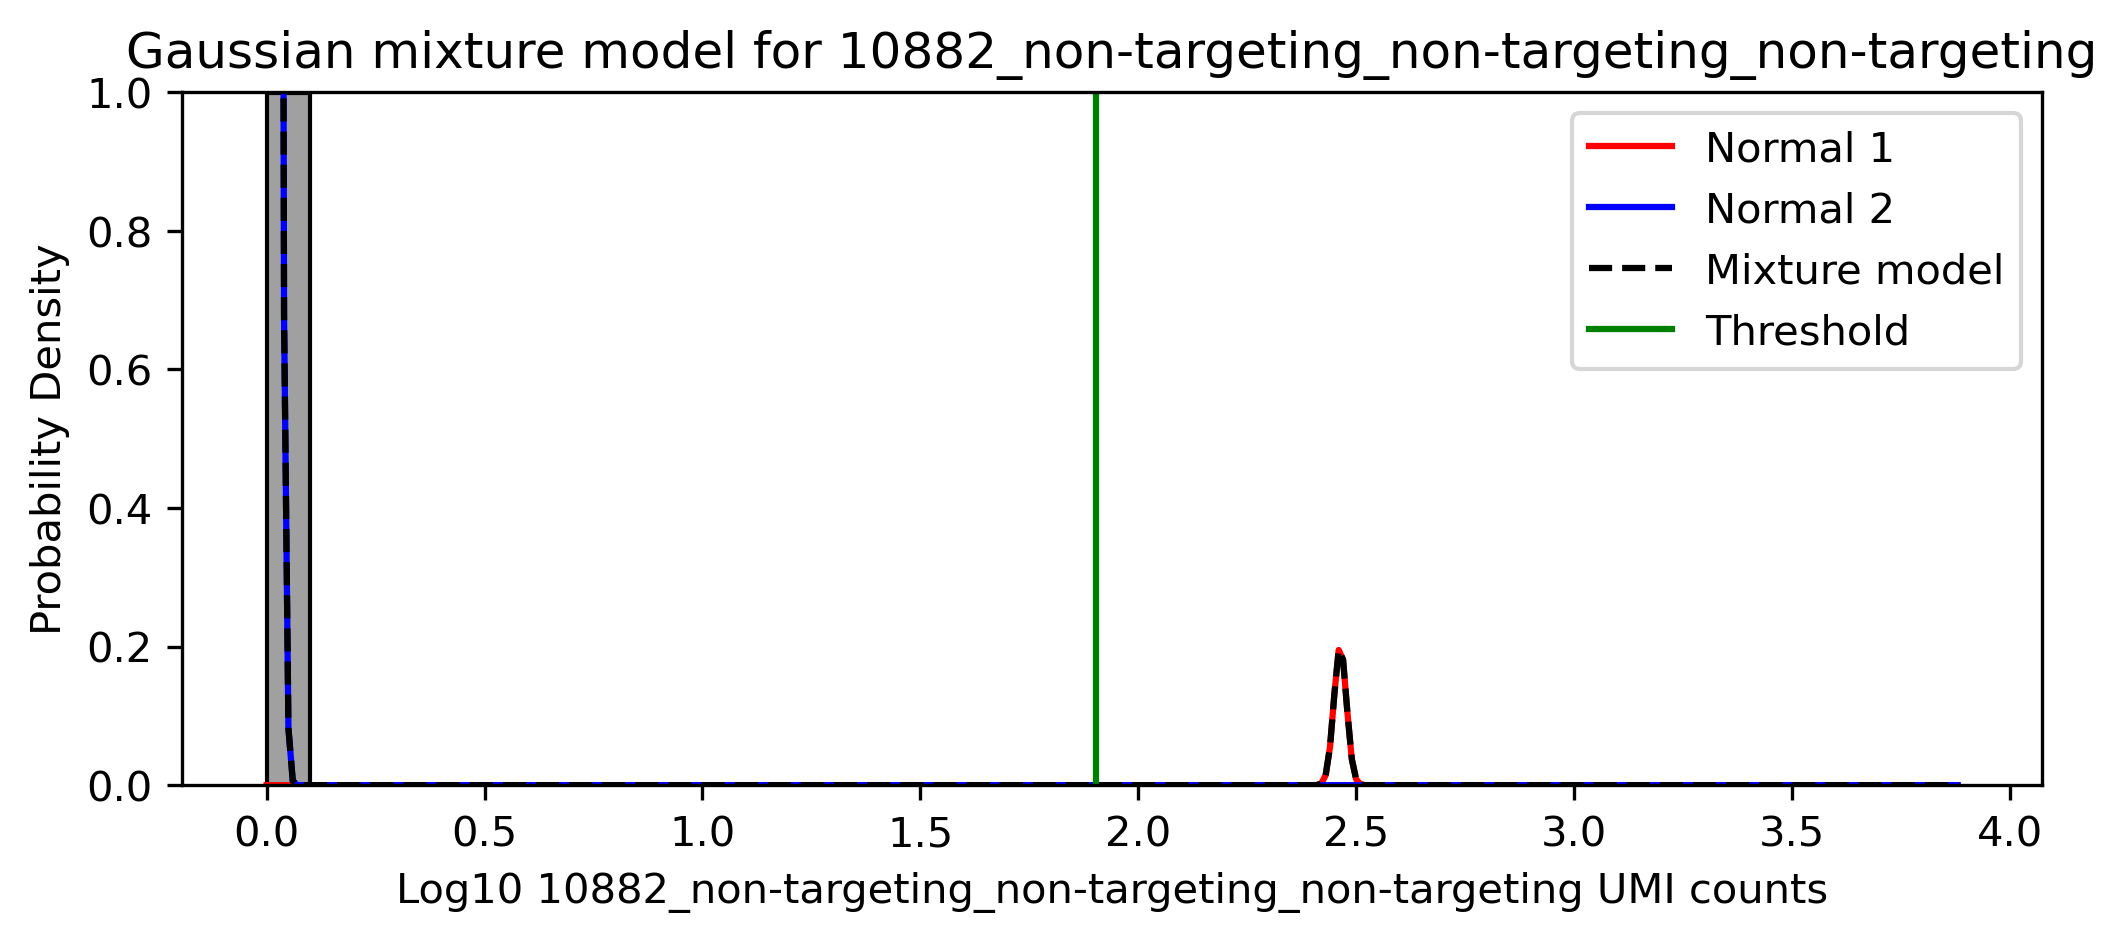 Gaussian mixture model for 10882_non-targeting_non-targeting_non-targeting
1.0
0.8
0.6
0.4
0.2
0.0
Probability Density
Normal 1
Normal 2
Mixture model
Threshold
0.0 0.5 1.0 1.5 2.0 2.5 3.0 3.5 4.0
Log10 10882_non-targeting_non-targeting_non-targeting UMI counts